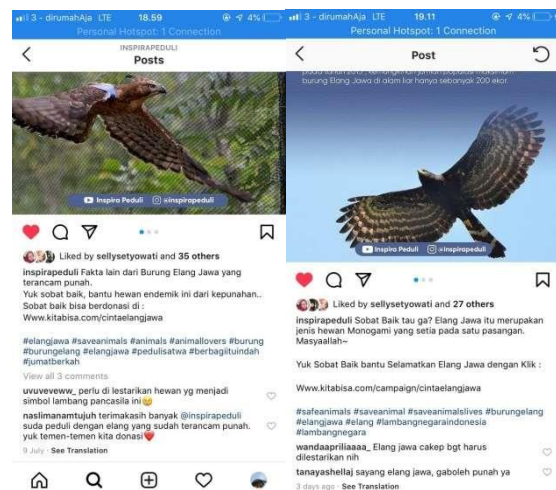 3 - dirumahAja LTE 18.59 4%
Personal Hotspot: 1 Connection
INSPIRAPEDULI
Posts
Inspira Peduli @inspirapeduli
Liked by sellysetyowati and 35 others
inspirapeduli Fakta lain dari Burung Elang Jawa yang
terancam punah.
Yuk sobat baik, bantu hewan endemik ini dari kepunahan..
Sobat baik bisa berdonasi di :
Www.kitabisa.com/cintaelangjawa
#elangjawa #saveanimals #animals #animallovers #burung
#burungelang #elangjawa #pedulisatwa #berbagiituindah
#jumatberkah
View all 3 comments
uvuveveww_ perlu di lestarikan hewan yg menjadi
simbol lambang pancasila ini
naslimanamtujuh terimakasih banyak @inspirapeduli
suda peduli dengan elang yang sudah terancam punah.
yuk temen-temen kita donasi
9 July · See Translation
3 - dirumahAja LTE 19.11 4%
Personal Hotspot: 1 Connection
Post
burung Elang Jawa di alam liar hanya sebanyak 200 ekor.
Inspira Peduli @inspirapeduli
Liked by sellysetyowati and 27 others
inspirapeduli Sobat Baik tau ga? Elang Jawa itu merupakan
jenis hewan Monogami yang setia pada satu pasangan.
Masyaallah~
Yuk Sobat Baik bantu Selamatkan Elang Jawa dengan Klik :
Www.kitabisa.com/campaign/cintaelangjawa
#safeanimals #saveanimal #saveanimalslives #burungelang
#elangjawa #elang #lambangnegaraindonesia
#lambangnegara
wandaapriliaaaa_ Elang jawa cakep bgt harus
dilestarikan nih
tanayashellaj sayang elang jawa, gaboleh punah ya
3 days ago · See Translation